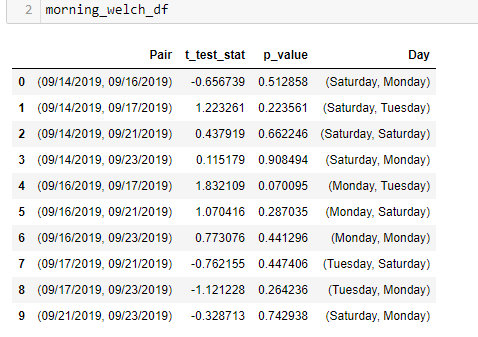 2 morning_welch_df
Pair t_test_stat p_value Day
0 (09/14/2019, 09/16/2019) -0.656739 0.512858 (Saturday, Monday)
1 (09/14/2019, 09/17/2019) 1.223261 0.223561 (Saturday, Tuesday)
2 (09/14/2019, 09/21/2019) 0.437919 0.662246 (Saturday, Saturday)
3 (09/14/2019, 09/23/2019) 0.115179 0.908494 (Saturday, Monday)
4 (09/16/2019, 09/17/2019) 1.832109 0.070095 (Monday, Tuesday)
5 (09/16/2019, 09/21/2019) 1.070416 0.287035 (Monday, Saturday)
6 (09/16/2019, 09/23/2019) 0.773076 0.441296 (Monday, Monday)
7 (09/17/2019, 09/21/2019) -0.762155 0.447406 (Tuesday, Saturday)
8 (09/17/2019, 09/23/2019) -1.121228 0.264236 (Tuesday, Monday)
9 (09/21/2019, 09/23/2019) -0.328713 0.742938 (Saturday, Monday)